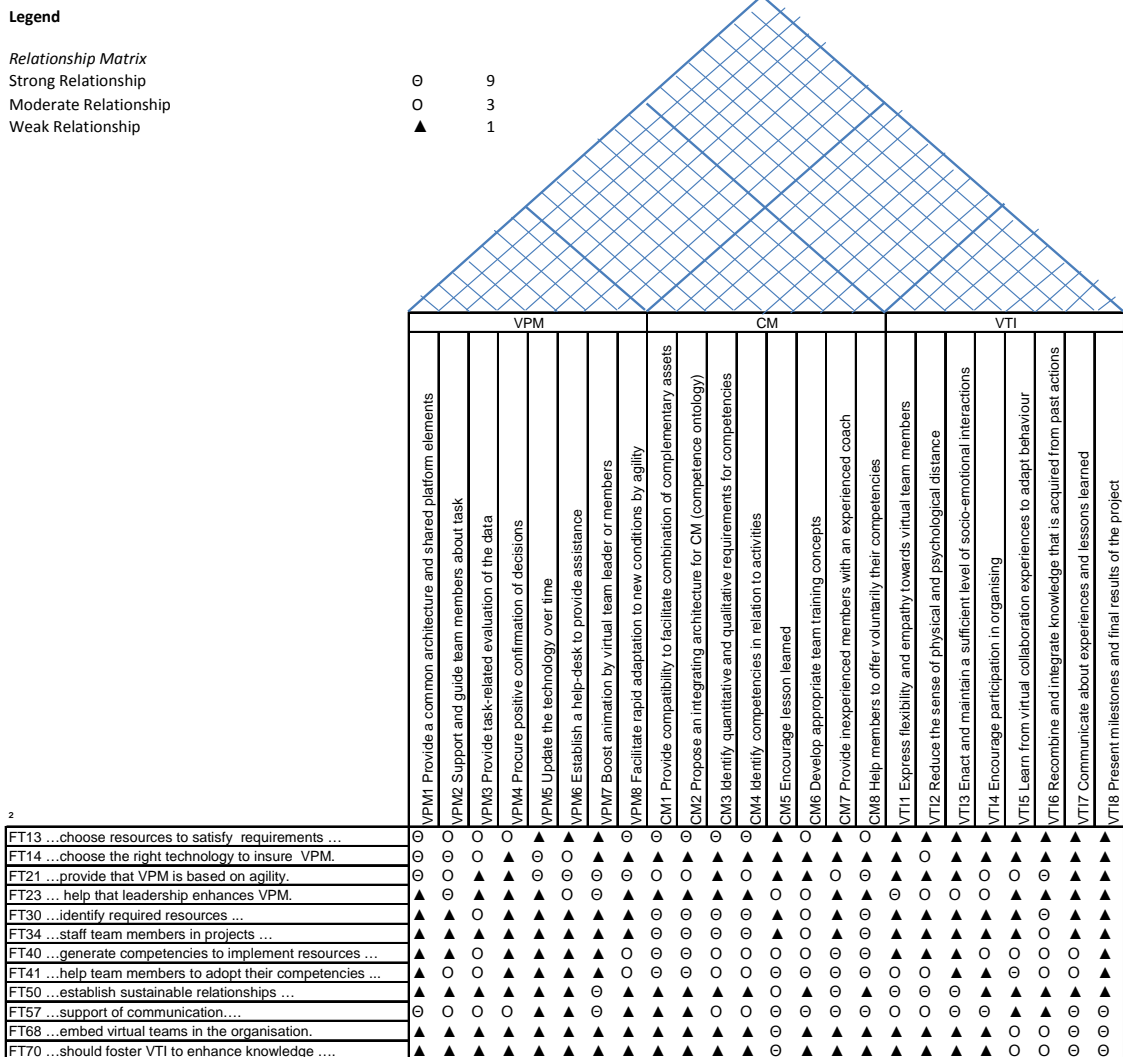 Legend
Relationship Matrix
Strong Relationship Θ 9
Moderate Relationship O 3
Weak Relationship ▲ 1
VPM CM VTI
VPM1 Provide a common architecture and shared platform elements
VPM2 Support and guide team members about task
VPM3 Provide task-related evaluation of the data
VPM4 Procure positive confirmation of decisions
VPM5 Update the technology over time
VPM6 Establish a help-desk to provide assistance
VPM7 Boost animation by virtual team leader or members
VPM8 Facilitate rapid adaptation to new conditions by agility
CM1 Provide compatibility to facilitate combination of complementary assets
CM2 Propose an integrating architecture for CM (competence ontology)
CM3 Identify quantitative and qualitative requirements for competencies
CM4 Identify competencies in relation to activities
CM5 Encourage lesson learned
CM6 Develop appropriate team training concepts
CM7 Provide inexperienced members with an experienced coach
CM8 Help members to offer voluntarily their competencies
VTI1 Express flexibility and empathy towards virtual team members
VTI2 Reduce the sense of physical and psychological distance
VTI3 Enact and maintain a sufficient level of socio-emotional interactions
VTI4 Encourage participation in organising
VTI5 Learn from virtual collaboration experiences to adapt behaviour
VTI6 Recombine and integrate knowledge that is acquired from past actions
VTI7 Communicate about experiences and lessons learned
VTI8 Present milestones and final results of the project
2
FT13 ...choose resources to satisfy requirements ... Θ O O O ▲ ▲ ▲ Θ Θ Θ Θ Θ ▲ O ▲ O ▲ ▲ ▲ ▲ ▲ ▲ ▲ ▲
FT14 ...choose the right technology to insure VPM. Θ Θ O ▲ Θ O ▲ ▲ ▲ ▲ ▲ ▲ ▲ ▲ ▲ ▲ ▲ O ▲ ▲ ▲ ▲ ▲ ▲
FT21 ...provide that VPM is based on agility. Θ O ▲ ▲ Θ Θ Θ Θ O O ▲ O ▲ ▲ O Θ ▲ ▲ ▲ O O Θ ▲ ▲
FT23 ... help that leadership enhances VPM. ▲ Θ ▲ ▲ ▲ O Θ ▲ ▲ ▲ ▲ ▲ O O ▲ ▲ Θ O O O ▲ ▲ ▲ ▲
FT30 ...identify required resources ... ▲ ▲ O ▲ ▲ ▲ ▲ ▲ Θ Θ Θ Θ ▲ O ▲ Θ ▲ ▲ ▲ ▲ ▲ Θ ▲ ▲
FT34 ...staff team members in projects ... ▲ ▲ ▲ ▲ ▲ ▲ ▲ ▲ Θ Θ Θ Θ ▲ O ▲ Θ ▲ ▲ ▲ ▲ ▲ O ▲ ▲
FT40 ...generate competencies to implement resources ... ▲ ▲ O ▲ ▲ ▲ ▲ O Θ Θ O O O O O O ▲ ▲ ▲ O O O O ▲
FT41 ...help team members to adopt their competencies ... ▲ O O ▲ ▲ ▲ ▲ O Θ Θ O O Θ Θ Θ Θ O O ▲ ▲ Θ O O ▲
FT50 ...establish sustainable relationships ... ▲ ▲ ▲ ▲ ▲ ▲ Θ ▲ ▲ ▲ ▲ ▲ O ▲ Θ ▲ Θ Θ Θ ▲ ▲ ▲ ▲ ▲
FT57 ...support of communication.... Θ O O O ▲ ▲ Θ ▲ ▲ ▲ O O Θ Θ Θ Θ O O Θ Θ ▲ ▲ Θ Θ
FT68 ...embed virtual teams in the organisation. ▲ ▲ ▲ ▲ ▲ ▲ ▲ ▲ ▲ ▲ ▲ ▲ Θ ▲ ▲ ▲ ▲ ▲ ▲ ▲ O O Θ Θ
FT70 ...should foster VTI to enhance knowledge .... ▲ ▲ ▲ ▲ ▲ ▲ ▲ ▲ ▲ ▲ ▲ ▲ Θ ▲ ▲ ▲ ▲ ▲ ▲ ▲ O O Θ Θ